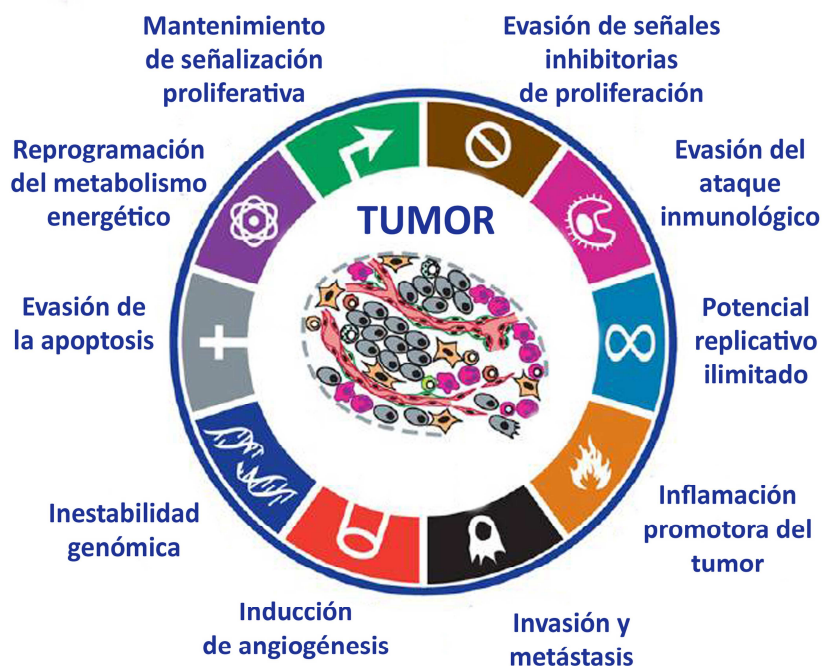 Mantenimiento
de señalización
proliferativa
Evasión de señales
inhibitorias
de proliferación
Reprogramación
del metabolismo
energético
Evasión del
ataque
inmunológico
TUMOR
Evasión de
la apoptosis
Potencial
replicativo
ilimitado
Inestabilidad
genómica
Inflamación
promotora del
tumor
Inducción
de angiogénesis
Invasión y
metástasis